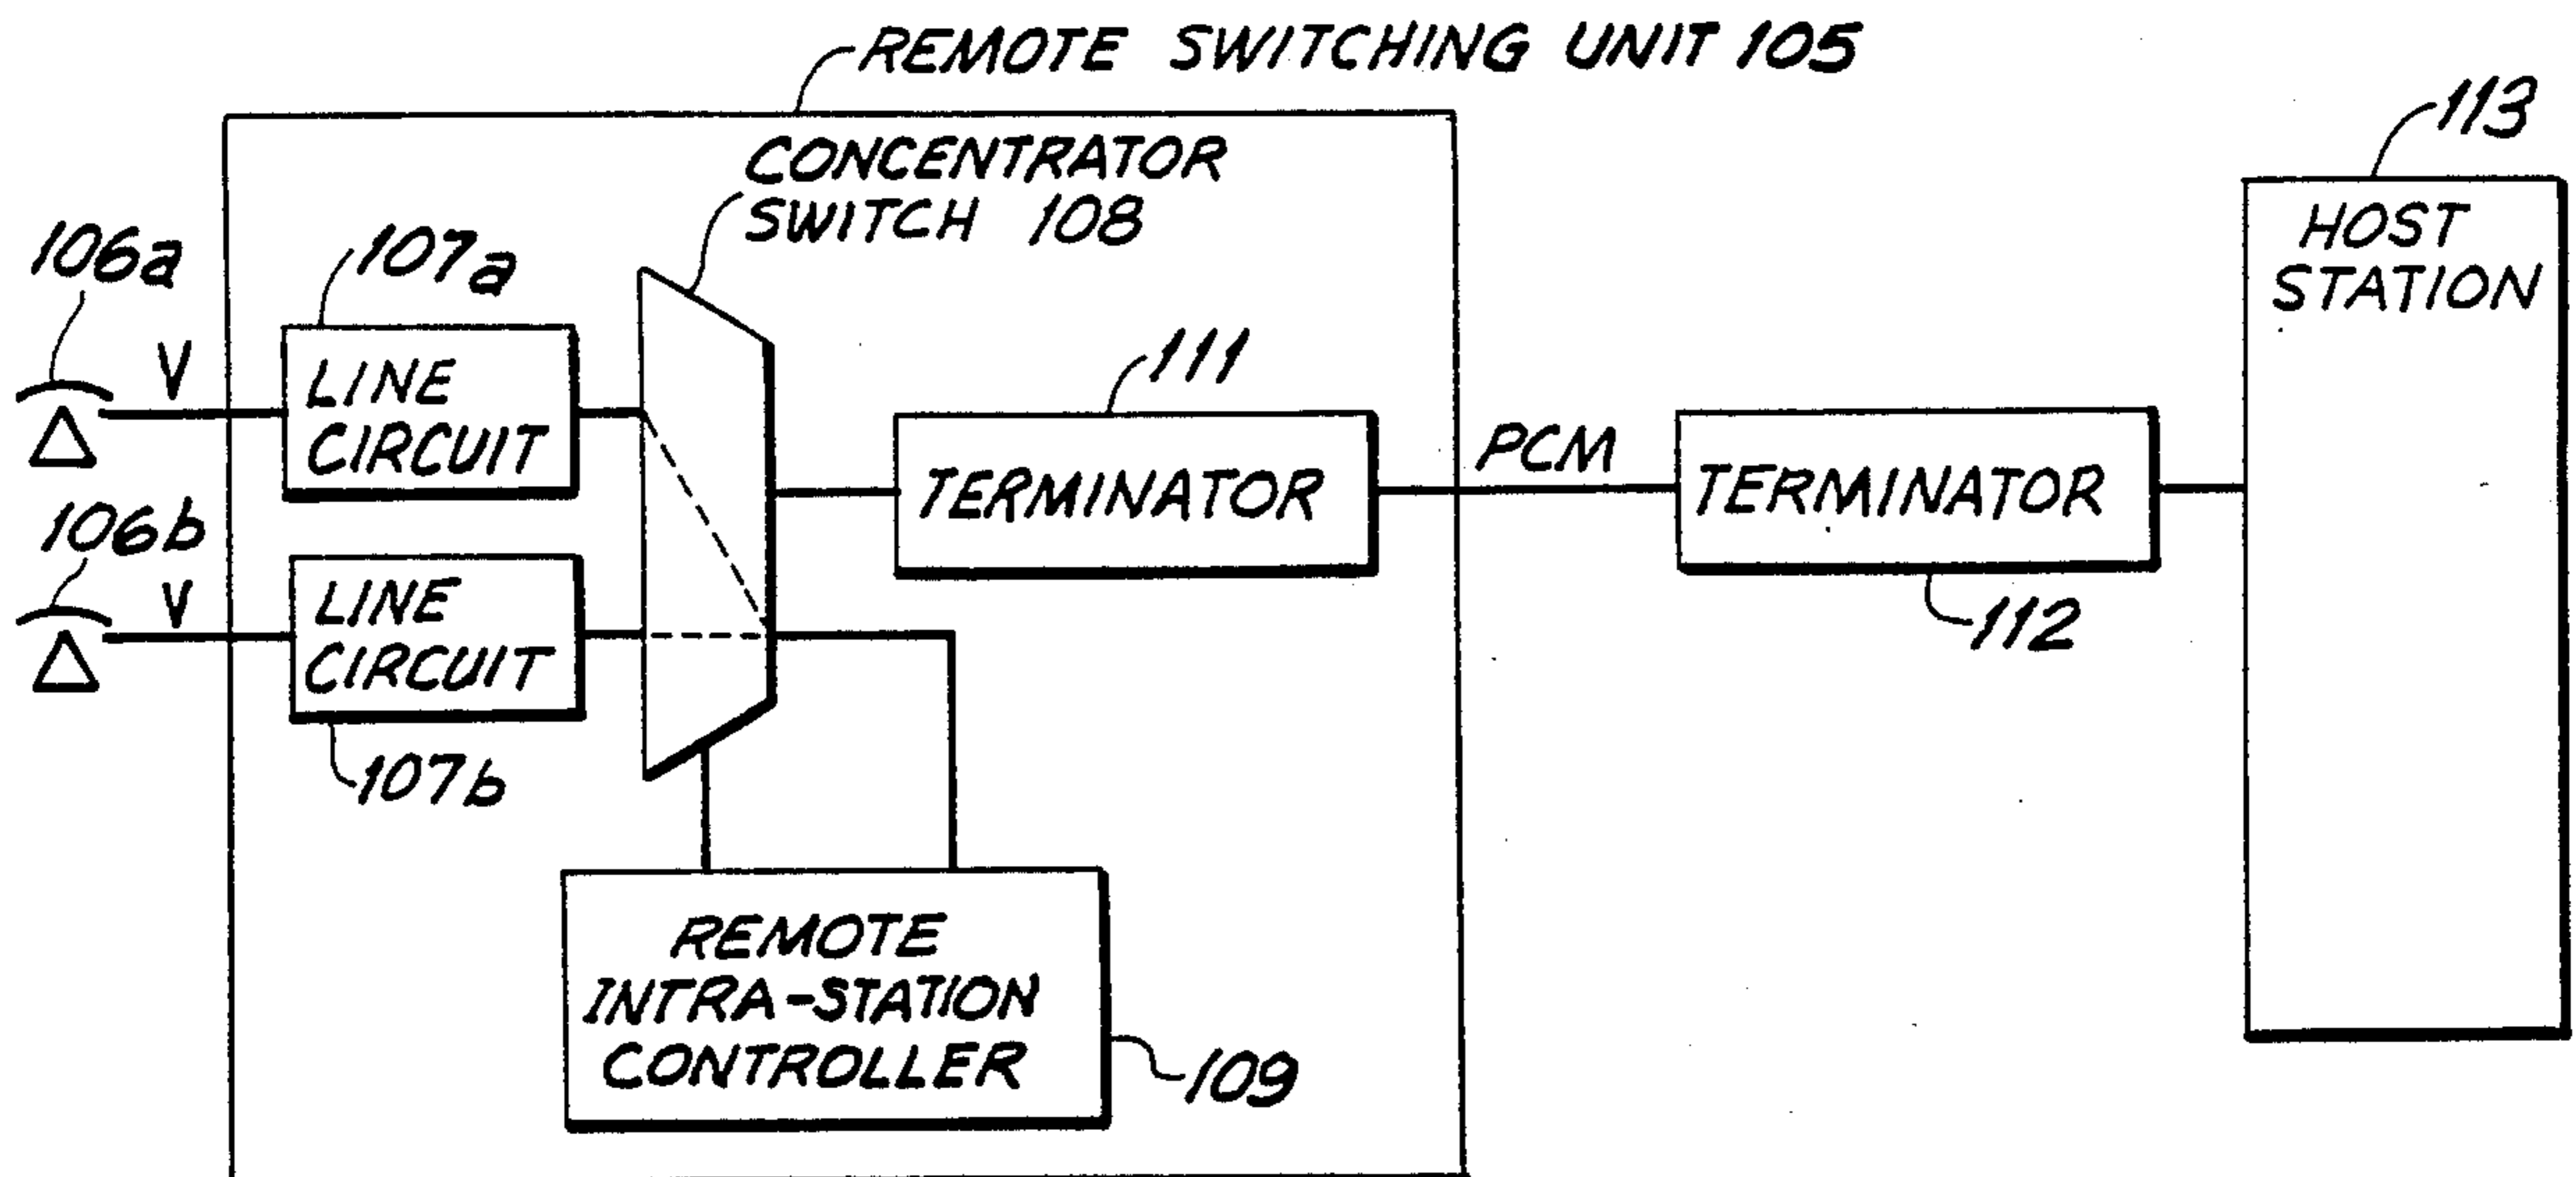 REMOTE SWITCHING UNIT 105
CONCENTRATOR
SWITCH 108
113
HOST
STATION
106a
107a
V
LINE
CIRCUIT
111
TERMINATOR
PCM
TERMINATOR
112
106b
V
LINE
CIRCUIT
107b
REMOTE
INTRA-STATION
CONTROLLER
109